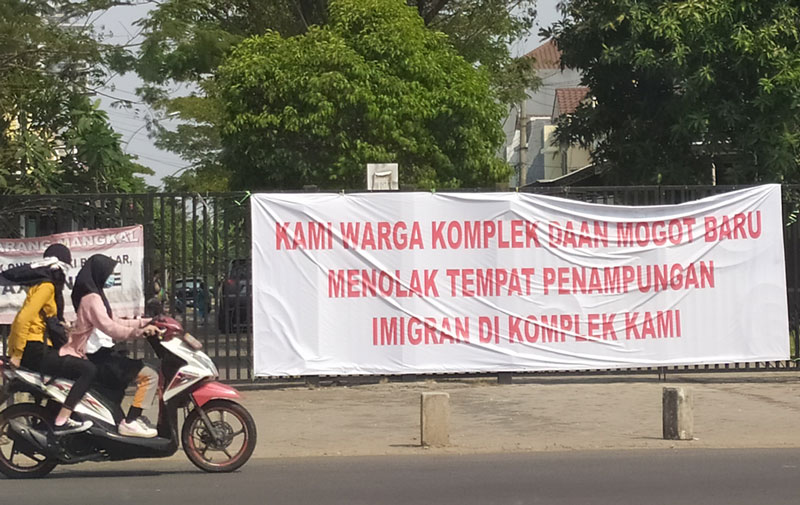 KAMI WARGA KOMPLEK DAAN MOGOT BARU
MENOLAK TEMPAT PENAMPUNGAN
IMIGRAN DI KOMPLEK KAMI